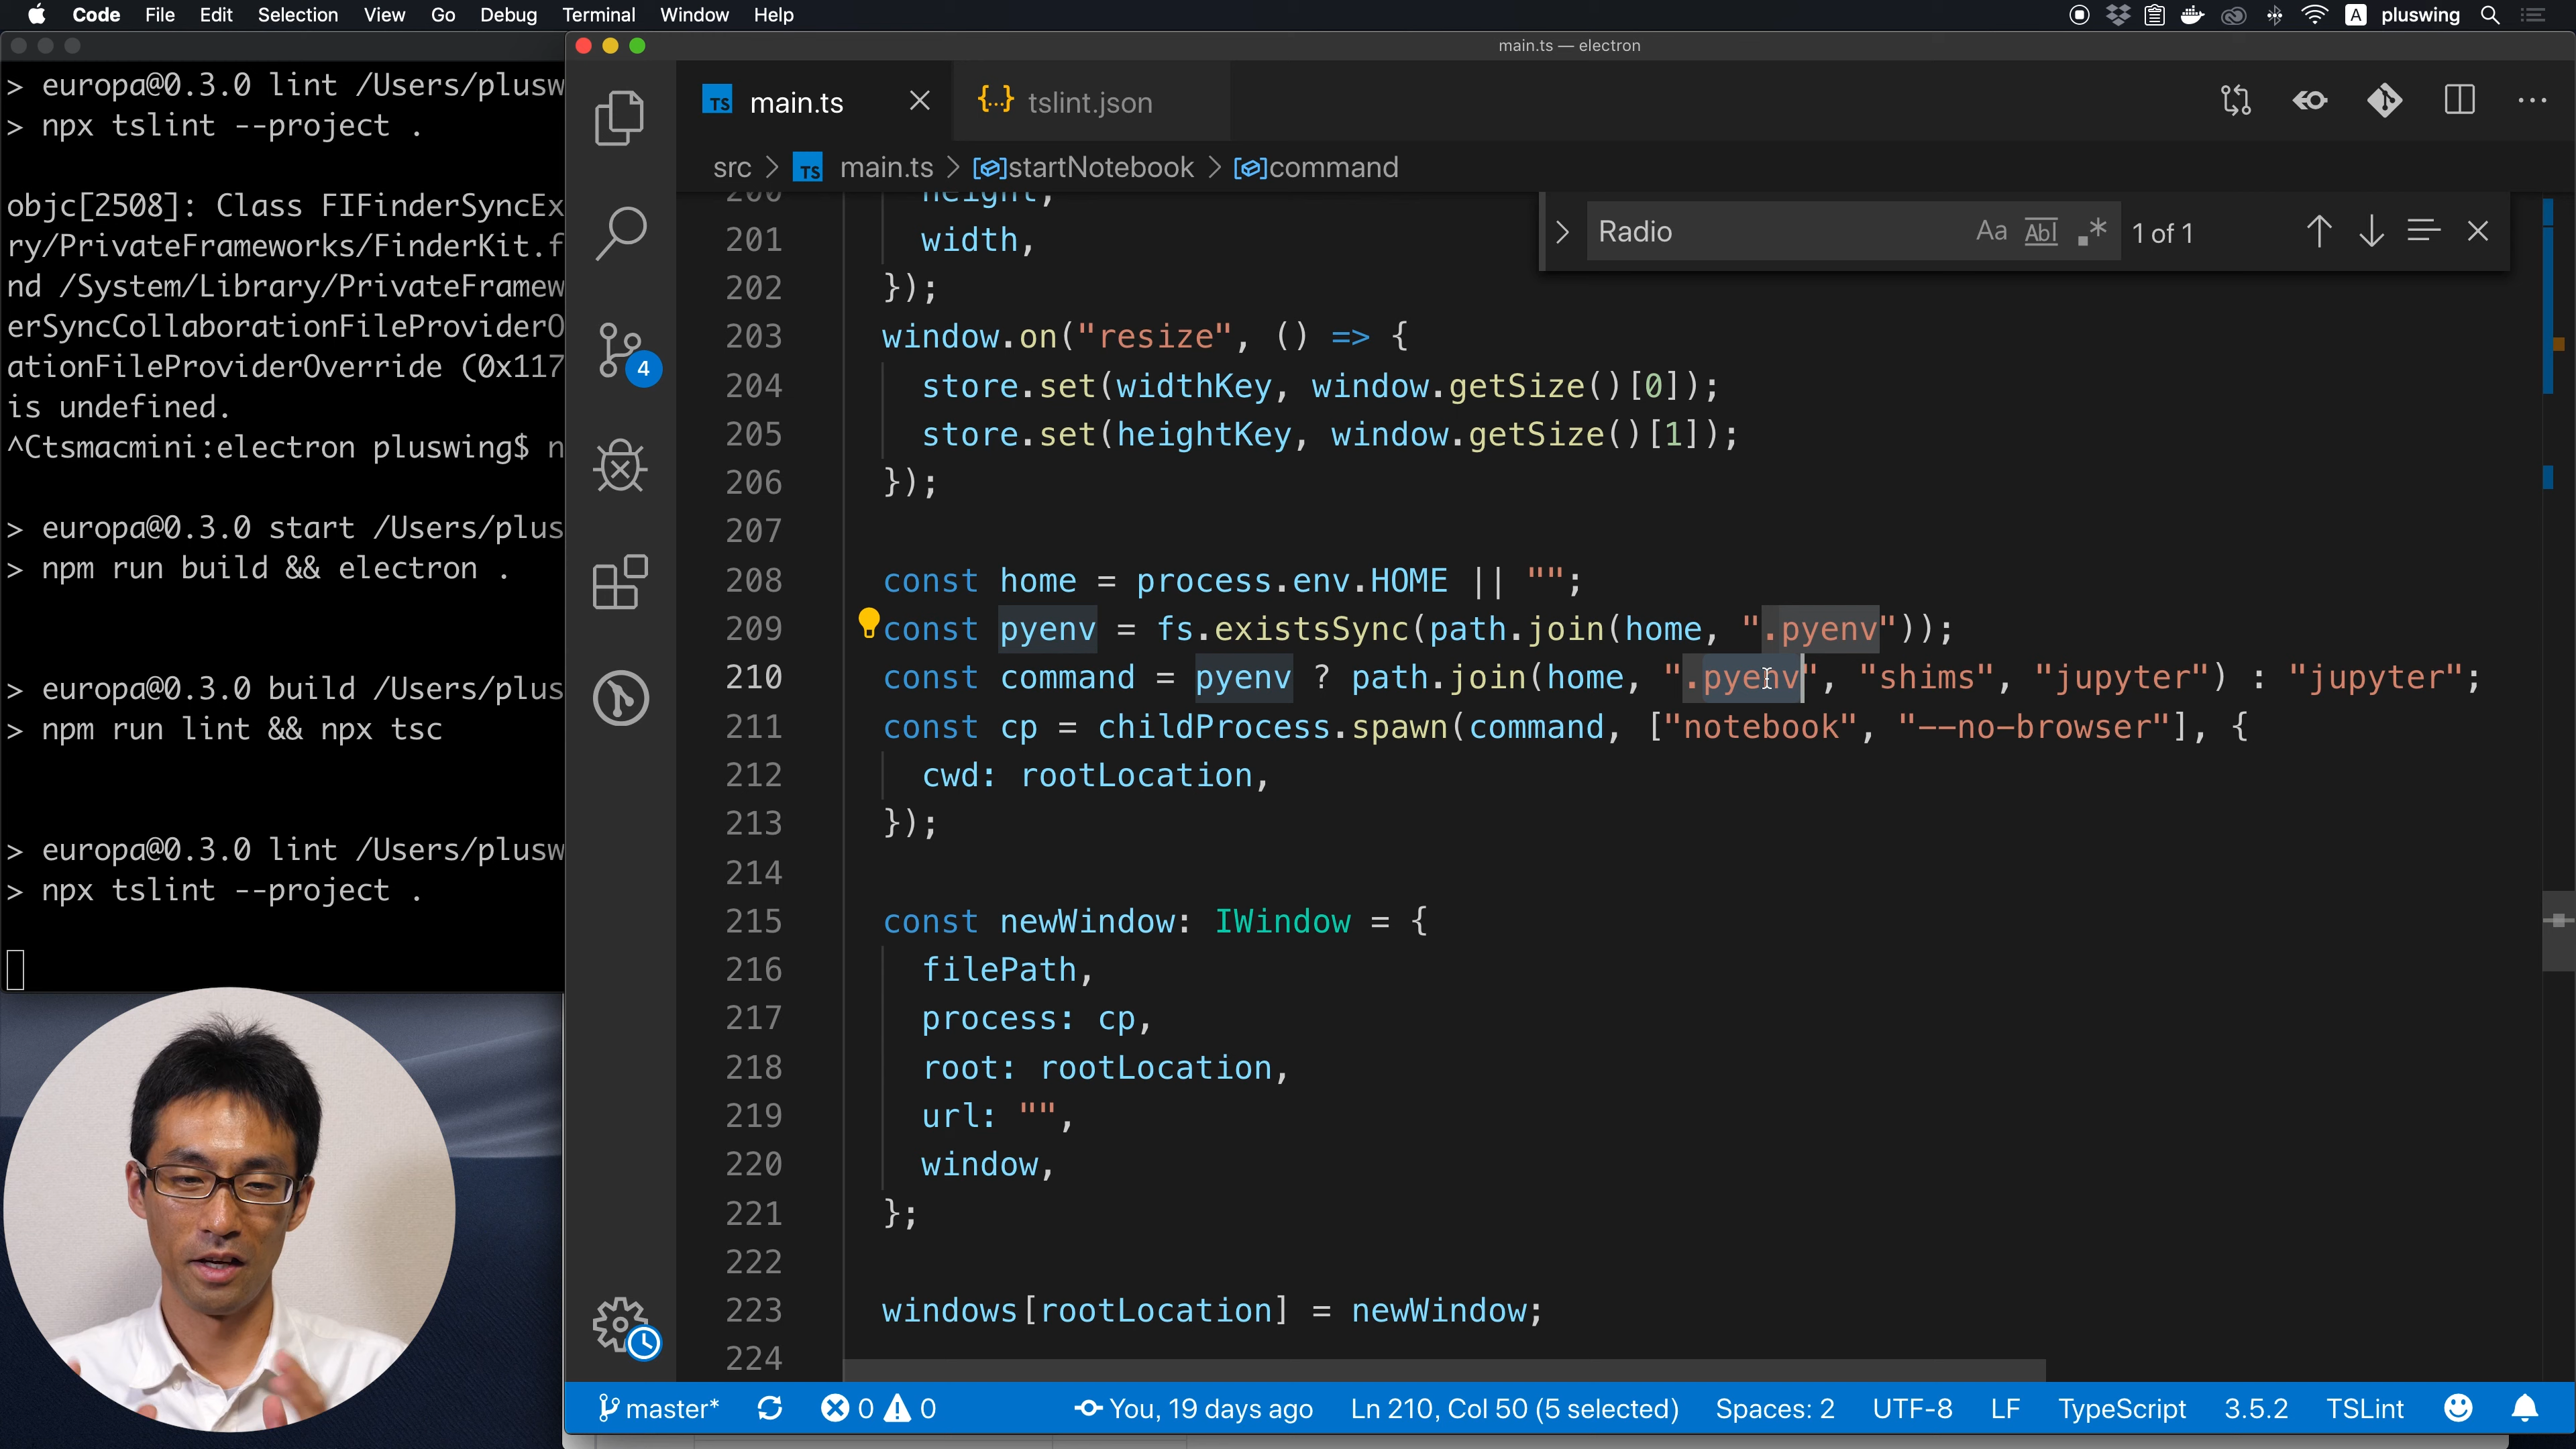 Code File Edit Selection View Go Debug Terminal Window Help A pluswing
main.ts — electron
> europa@0.3.0 lint /Users/plusw
> npx tslint --project .
objc[2508]: Class FIFinderSyncEx
ry/PrivateFrameworks/FinderKit.f
nd /System/Library/PrivateFramew
erSyncCollaborationFileProviderO
ationFileProviderOverride (0x117
is undefined.
^Ctsmacmini:electron pluswing$ n
> europa@0.3.0 start /Users/plus
> npm run build && electron .
> europa@0.3.0 build /Users/plus
> npm run lint && npx tsc
> europa@0.3.0 lint /Users/plusw
> npx tslint --project .
4
TS main.ts {..} tslint.json
src > TS main.ts > startNotebook > command
Radio Aa Abl .* 1 of 1
200 height,
201 width,
202 });
203 window.on("resize", () => {
204 store.set(widthKey, window.getSize()[0]);
205 store.set(heightKey, window.getSize()[1]);
206 });
207
208 const home = process.env.HOME || "";
209 const pyenv = fs.existsSync(path.join(home, ".pyenv"));
210 const command = pyenv ? path.join(home, ".pyenv", "shims", "jupyter") : "jupyter";
211 const cp = childProcess.spawn(command, ["notebook", "--no-browser"], {
212 cwd: rootLocation,
213 });
214
215 const newWindow: IWindow = {
216 filePath,
217 process: cp,
218 root: rootLocation,
219 url: "",
220 window,
221 };
222
223 windows[rootLocation] = newWindow;
224
master* 0 0 You, 19 days ago Ln 210, Col 50 (5 selected) Spaces: 2 UTF-8 LF TypeScript 3.5.2 TSLint